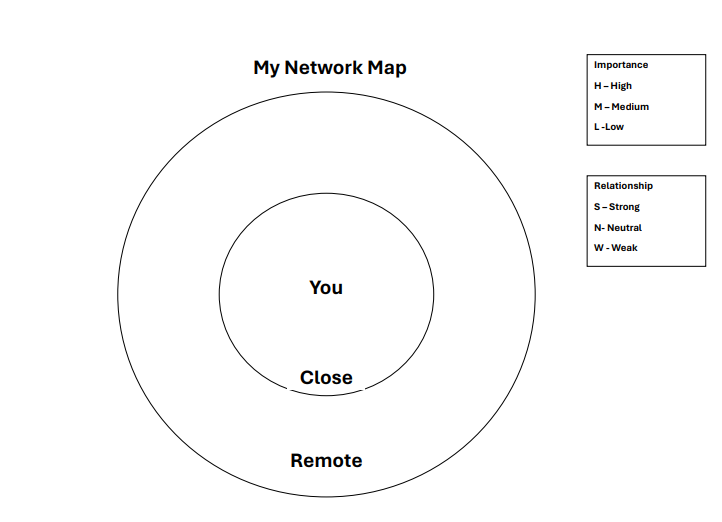 My Network Map
Importance
H – High
M – Medium
L -Low
Relationship
S – Strong
N- Neutral
W - Weak
You
Close
Remote